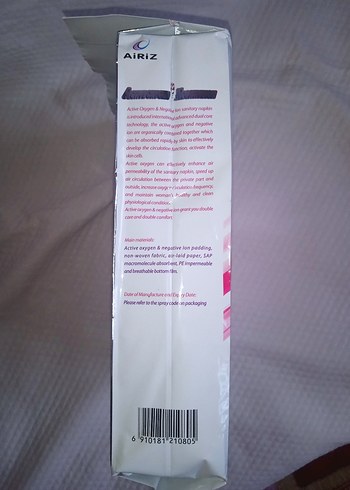 AiRiZ
Active Oxygen & Negative Ion sanitary napkin
is introduced international advanced dual-core
technology, the active oxygen and negative
ion are organically compound together which
can be absorbed rapidly by skin to effectively
develop the circulation function, activate the
skin cells.
Active oxygen can effectively enhance air
permeability of the sanitary napkin, speed up
air circulation between the private part and
outside, increase oxygen circulation frequency,
and maintain woman's healthy and clean
physiological condition.
Active oxygen & negative ion grant you double
care and double comfort.
Main materials:
Active oxygen & negative ion padding,
non-woven fabric, air-laid paper, SAP
macromolecule absorbent, PE impermeable
and breathable bottom film.
Date of Manufacture and Expiry Date:
Please refer to the spray code on packaging
6 910181 210805